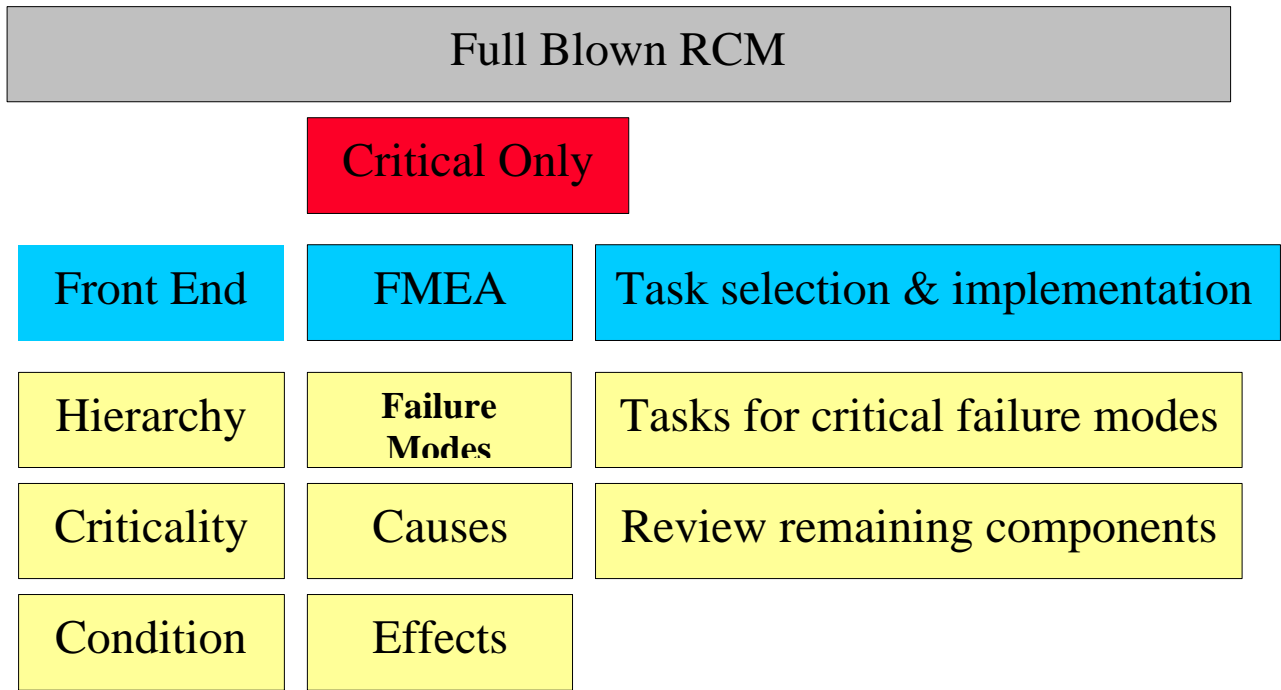 Full Blown RCM
Critical Only
Front End
FMEA
Task selection & implementation
Hierarchy
Failure
Modes
Tasks for critical failure modes
Criticality
Causes
Review remaining components
Condition
Effects